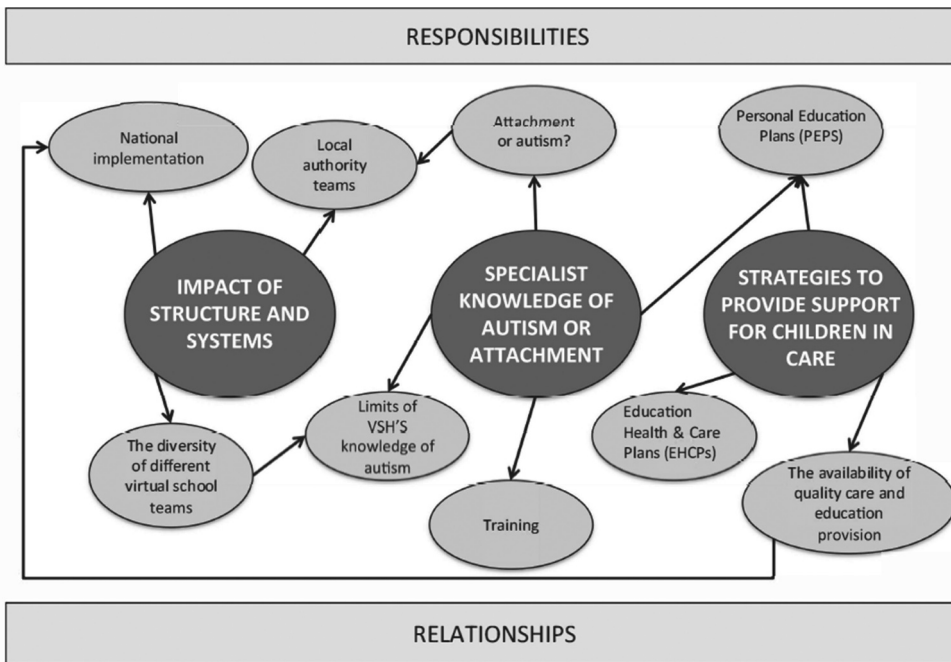 RESPONSIBILITIES
National
implementation
Local
authority
teams
Attachment
or autism?
Personal Education
Plans (PEPS)
IMPACT OF
STRUCTURE AND
SYSTEMS
SPECIALIST
KNOWLEDGE OF
AUTISM OR
ATTACHMENT
STRATEGIES TO
PROVIDE SUPPORT
FOR CHILDREN IN
CARE
The diversity
of different
virtual school
teams
Limits of
VSH'S
knowledge of
autism
Training
Education
Health & Care
Plans (EHCPs)
The availability of
quality care and
education
provision
RELATIONSHIPS